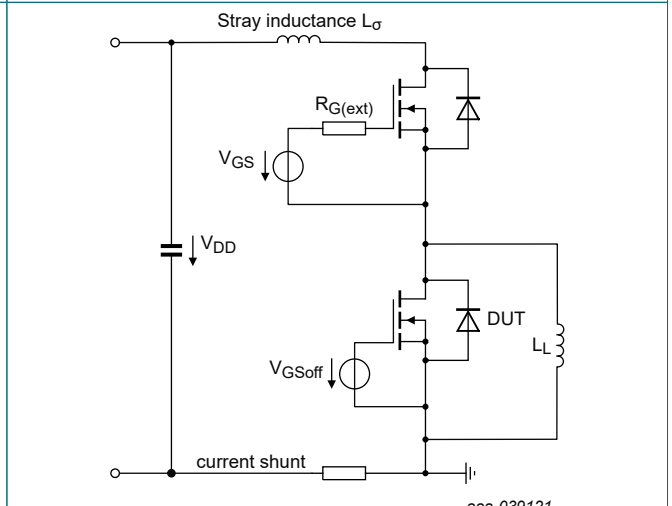 Stray inductance Lσ
RG(ext)
VGS
VDD
DUT
LL
VGSoff
current shunt